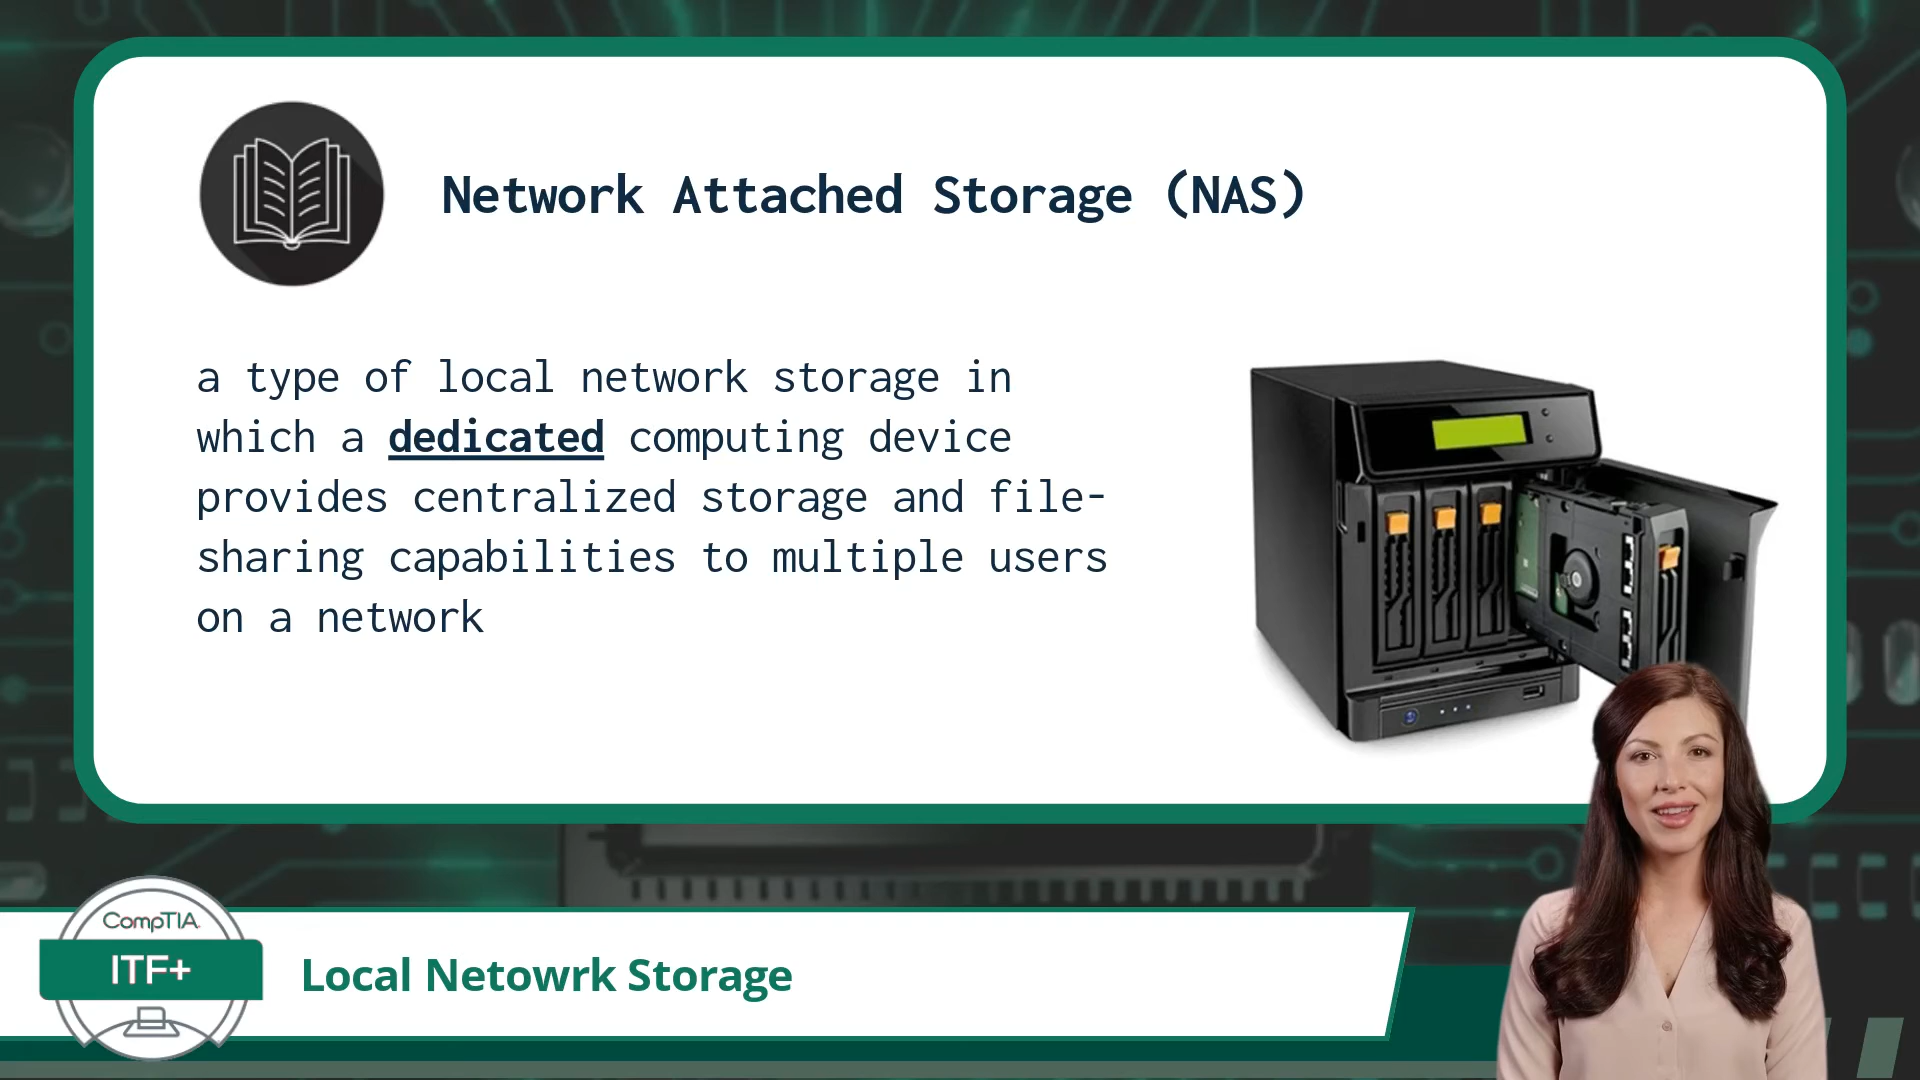 Network Attached Storage (NAS)
a type of local network storage in
which a dedicated computing device
provides centralized storage and file-
sharing capabilities to multiple users
on a network
CompTIA
ITF+
Local Netowrk Storage